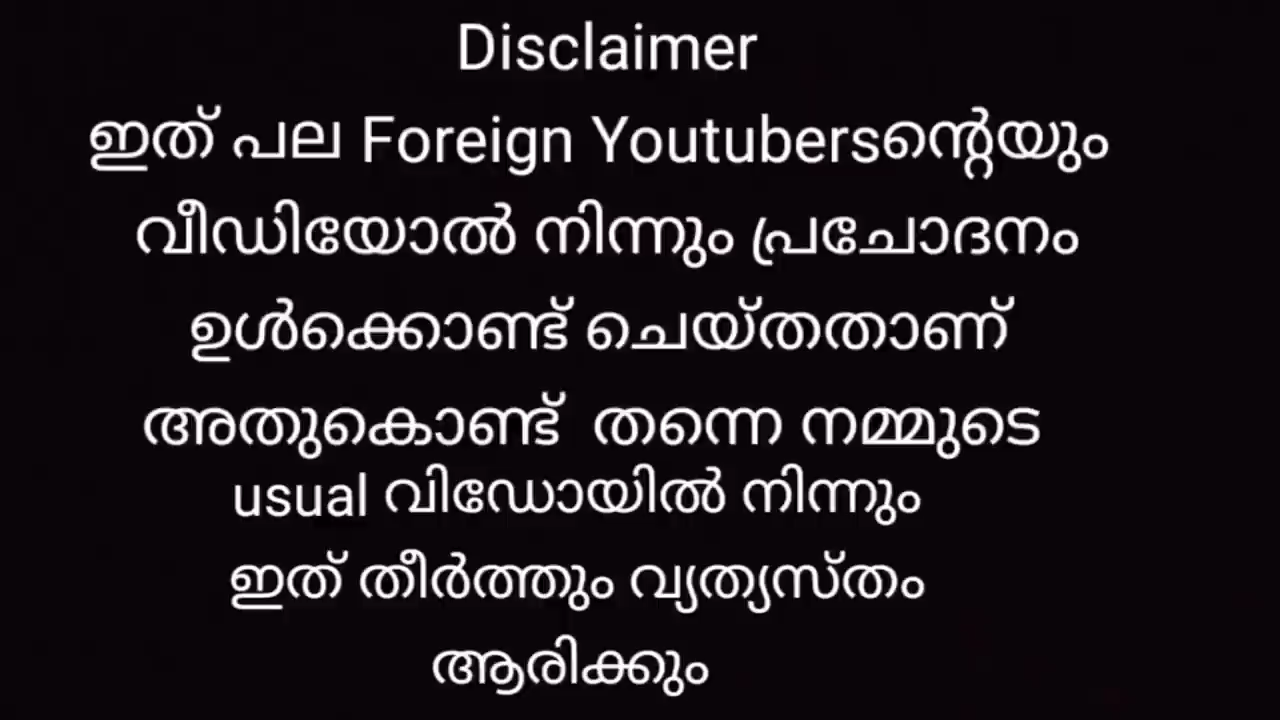 Disclaimer
ഇത് പല Foreign Youtubersന്റെയും
വീഡിയോൽ നിന്നും പ്രചോദനം
ഉൾക്കൊണ്ട് ചെയ്തതാണ്
അതുകൊണ്ട് തന്നെ നമ്മുടെ
usual വിഡോയിൽ നിന്നും
ഇത് തീർത്തും വ്യത്യസ്തം
ആരിക്കും